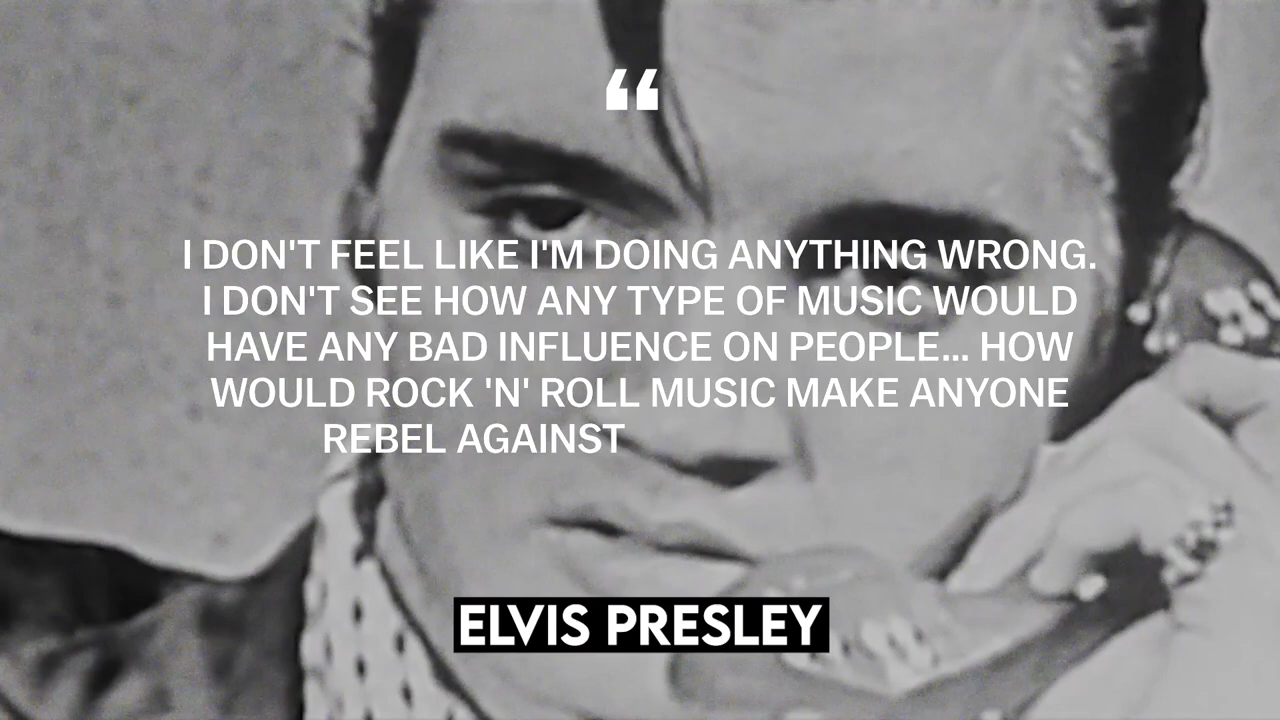 “
I DON'T FEEL LIKE I'M DOING ANYTHING WRONG.
I DON'T SEE HOW ANY TYPE OF MUSIC WOULD
HAVE ANY BAD INFLUENCE ON PEOPLE... HOW
WOULD ROCK 'N' ROLL MUSIC MAKE ANYONE
REBEL AGAINST
ELVIS PRESLEY